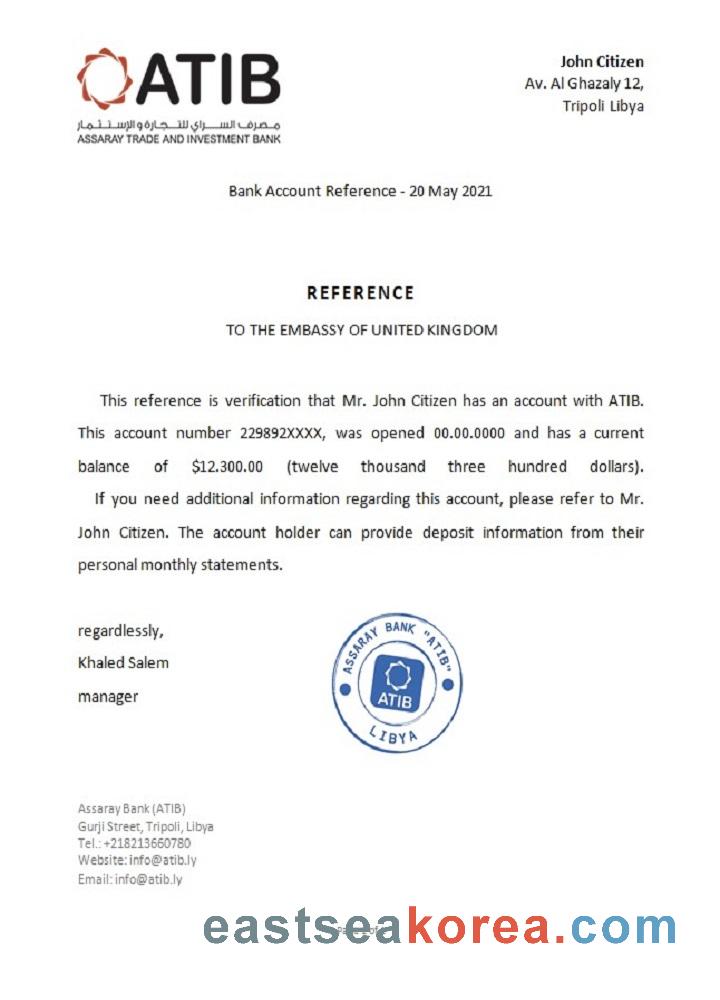 ATIB
مصرف السراي للتجارة والإستثمار
ASSARAY TRADE AND INVESTMENT BANK
John Citizen
Av. Al Ghazaly 12,
Tripoli Libya
Bank Account Reference - 20 May 2021
REFERENCE
TO THE EMBASSY OF UNITED KINGDOM
This reference is verification that Mr. John Citizen has an account with ATIB.
This account number 229892XXXX, was opened 00.00.0000 and has a current
balance of $12.300.00 (twelve thousand three hundred dollars).
If you need additional information regarding this account, please refer to Mr.
John Citizen. The account holder can provide deposit information from their
personal monthly statements.
regardlessly,
Khaled Salem
manager
ASSARAY BANK "ATIB"
ATIB
LIBYA
Assaray Bank (ATIB)
Gurji Street, Tripoli, Libya
Tel.: +218213660780
Website: info@atib.ly
Email: info@atib.ly
eastseakorea.com